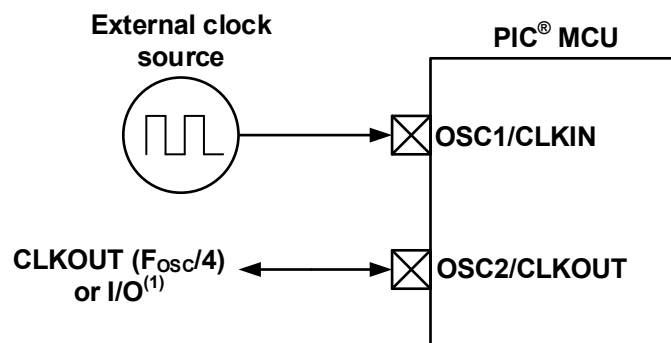 External clock
source
PIC® MCU
OSC1/CLKIN
CLKOUT (FOSC/4)
or I/O(1)
OSC2/CLKOUT